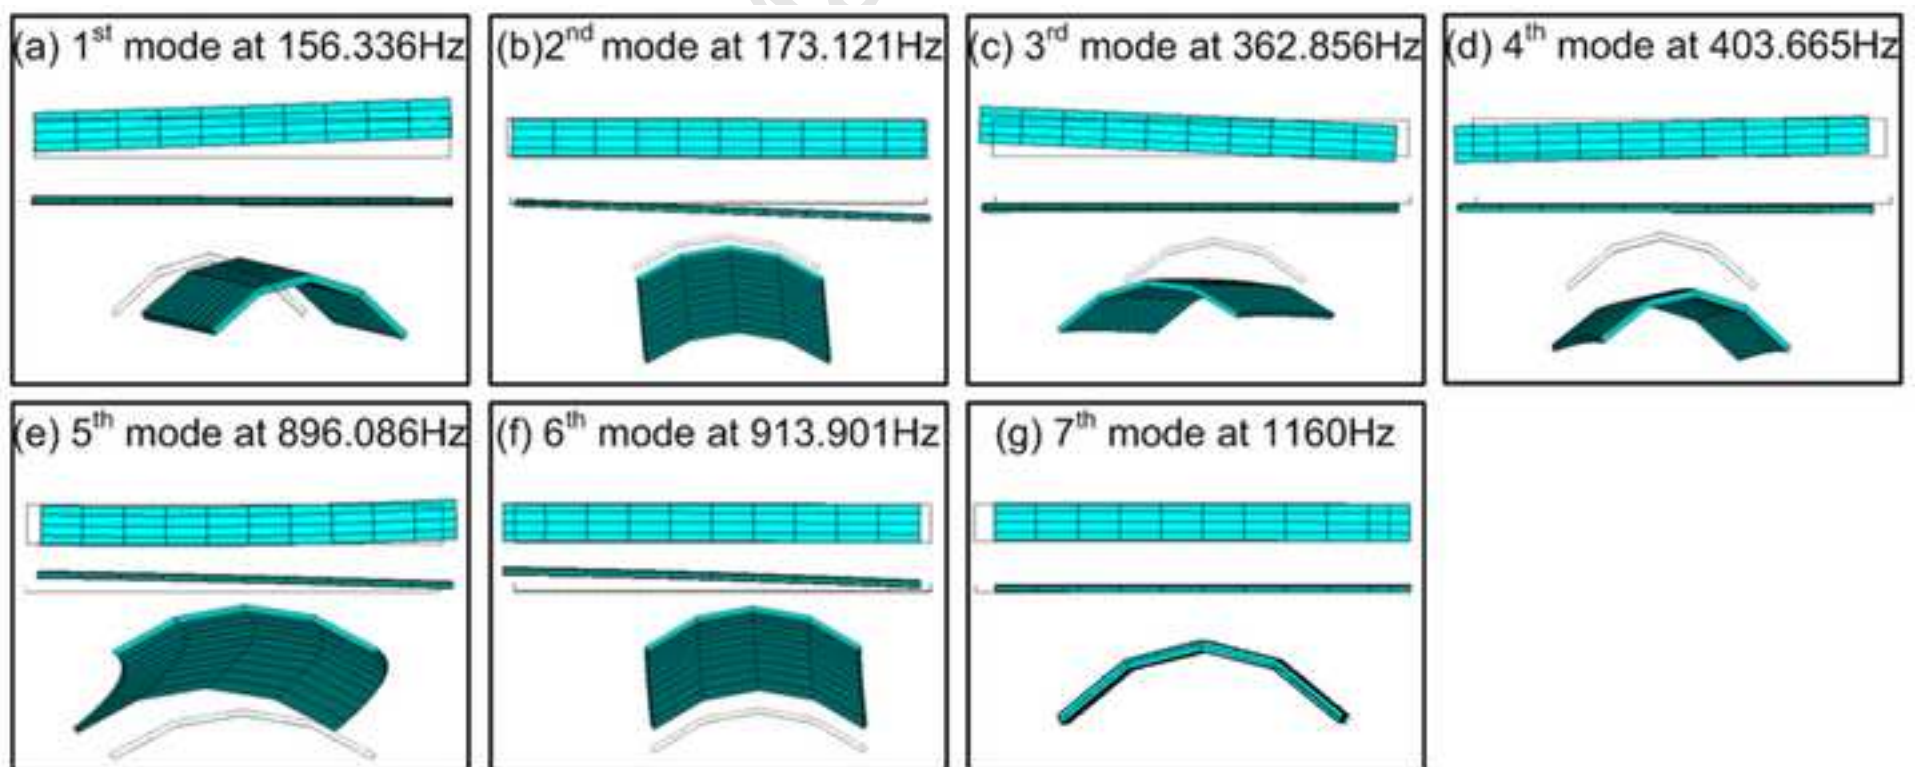 (a) 1st mode at 156.336Hz
(b)2nd mode at 173.121Hz
(c) 3rd mode at 362.856Hz
(d) 4th mode at 403.665Hz
(e) 5th mode at 896.086Hz
(f) 6th mode at 913.901Hz
(g) 7th mode at 1160Hz